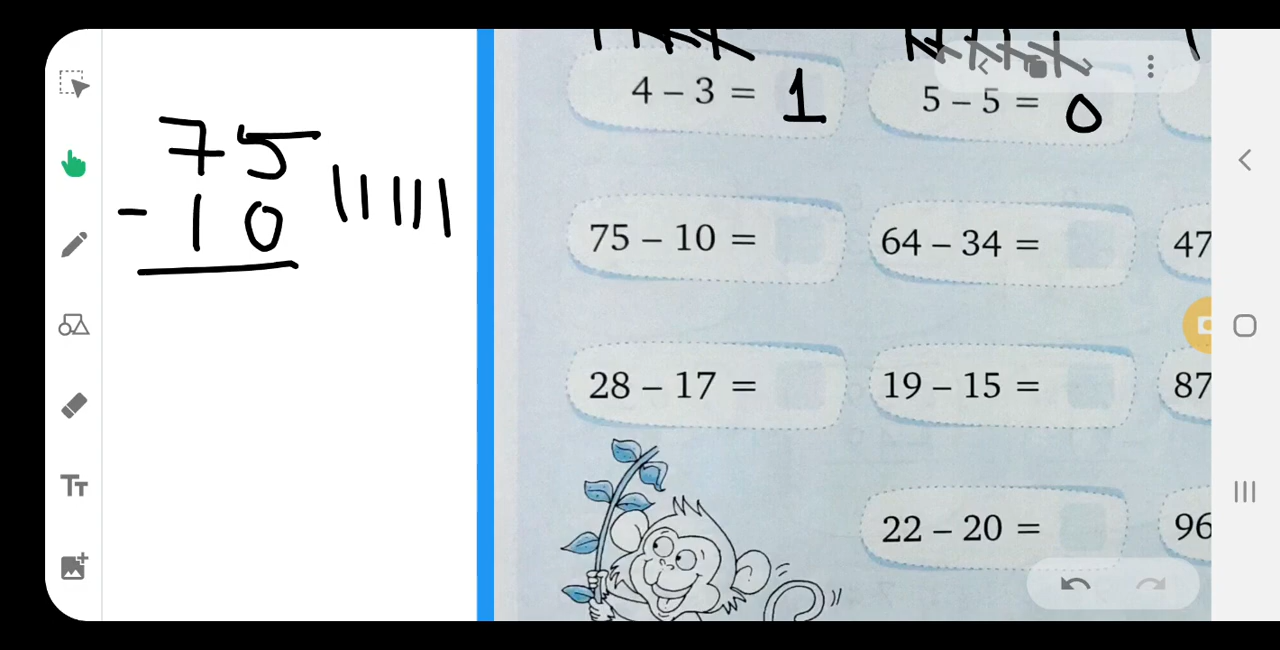 4 – 3 = 1
5 – 5 = 0
75
- 10
75 – 10 =
64 – 34 =
47
28 – 17 =
19 – 15 =
87
22 – 20 =
96
TT